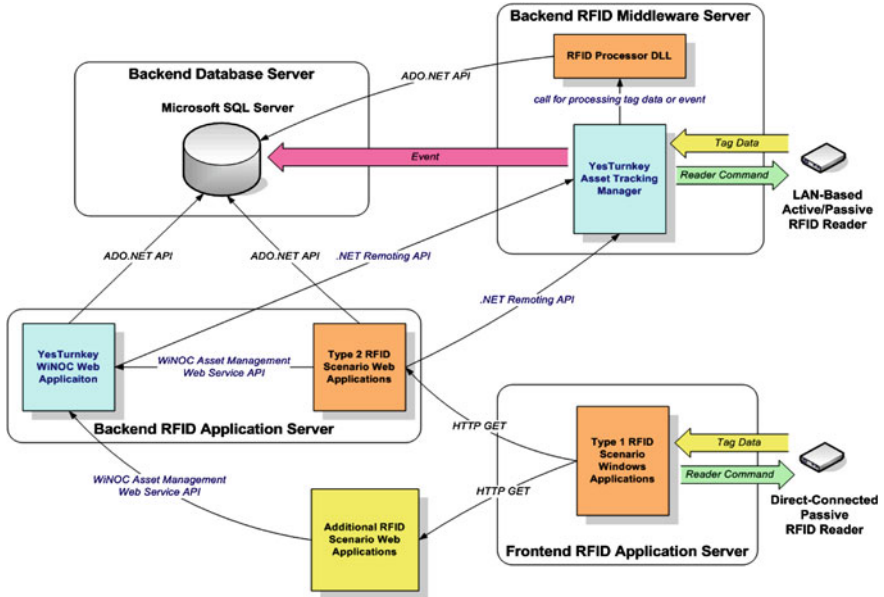 Backend RFID Middleware Server
RFID Processor DLL
Backend Database Server
ADO.NET API
call for processing tag data or event
Microsoft SQL Server
Event
YesTurnkey
Asset Tracking
Manager
Tag Data
Reader Command
LAN-Based
Active/Passive
RFID Reader
ADO.NET API
ADO.NET API
.NET Remoting API
.NET Remoting API
YesTurnkey
WiNOC Web
Applicaiton
WiNOC Asset Management
Web Service API
Type 2 RFID
Scenario Web
Applications
Backend RFID Application Server
HTTP GET
Type 1 RFID
Scenario
Windows
Applications
Tag Data
Reader Command
Direct-Connected
Passive
RFID Reader
WiNOC Asset Management
Web Service API
HTTP GET
Additional RFID
Scenario Web
Applications
Frontend RFID Application Server